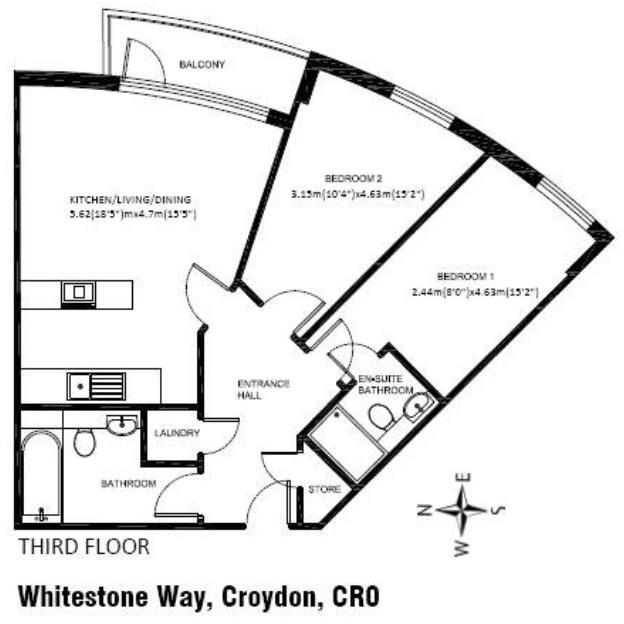 BALCONY
BEDROOM 2
3.15m(10'4")x4.63m(15'2")
KITCHEN/LIVING/DINING
5.62(18'5")mx4.7m(15'5")
BEDROOM 1
2.44m(8'0")x4.63m(15'2")
ENTRANCE
HALL
EN-SUITE
BATHROOM
LAUNDRY
BATHROOM
STORE
E
N
S
W
THIRD FLOOR
Whitestone Way, Croydon, CR0